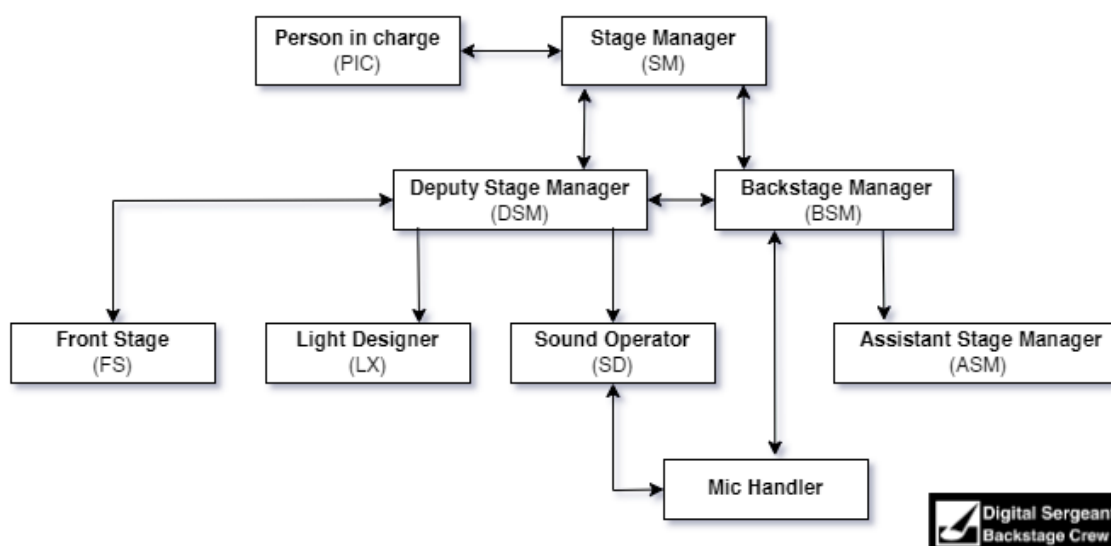 Person in charge
(PIC)
Stage Manager
(SM)
Deputy Stage Manager
(DSM)
Backstage Manager
(BSM)
Front Stage
(FS)
Light Designer
(LX)
Sound Operator
(SD)
Assistant Stage Manager
(ASM)
Mic Handler
Digital Sergeant
Backstage Crew